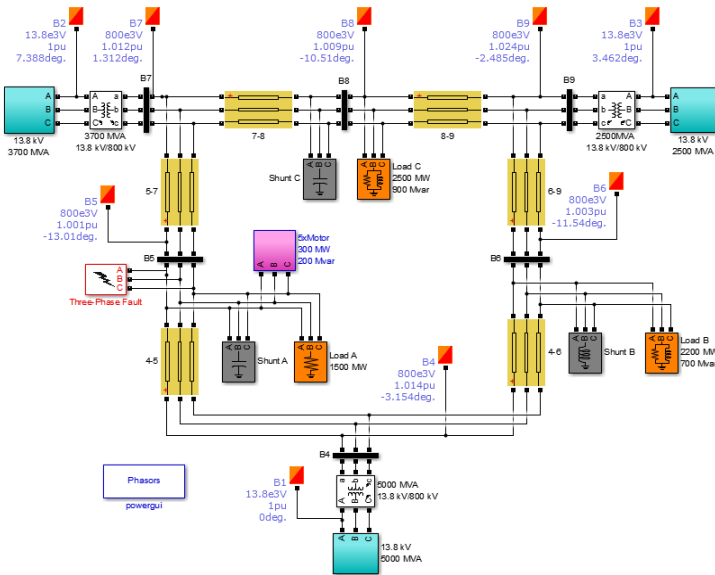 B2
13.8e3V
1pu
7.388deg.
B7
800e3V
1.012pu
1.312deg.
B8
800e3V
1.009pu
-10.51deg.
B9
800e3V
1.024pu
-2.485deg.
B3
13.8e3V
1pu
3.462deg.
A
B
C
13.8 kV
3700 MVA
A a
B b
C c
3700 MVA
13.8 kV/800 kV
B7
7-8
B8
8-9
B9
a A
b B
c C
2500MVA
13.8 kV/800 kV
A
B
C
13.8 kV
2500 MVA
A B C
Shunt C
A B C
Load C
2500 MW
900 Mvar
5-7
B5
800e3V
1.001pu
-13.01deg.
B5
6-9
B6
800e3V
1.003pu
-11.54deg.
B6
5xMotor
300 MW
200 Mvar
A B C
A
B
C
Three-Phase Fault
4-5
A B C
Shunt A
A B C
Load A
1500 MW
B4
800e3V
1.014pu
-3.154deg.
4-6
A B C
Shunt B
A B C
Load B
2200 MW
700 Mvar
B4
a b c
A B C
5000 MVA
13.8 kV/800 kV
B1
13.8e3V
1pu
0deg.
Phasors
powergui
A B C
13.8 kV
5000 MVA